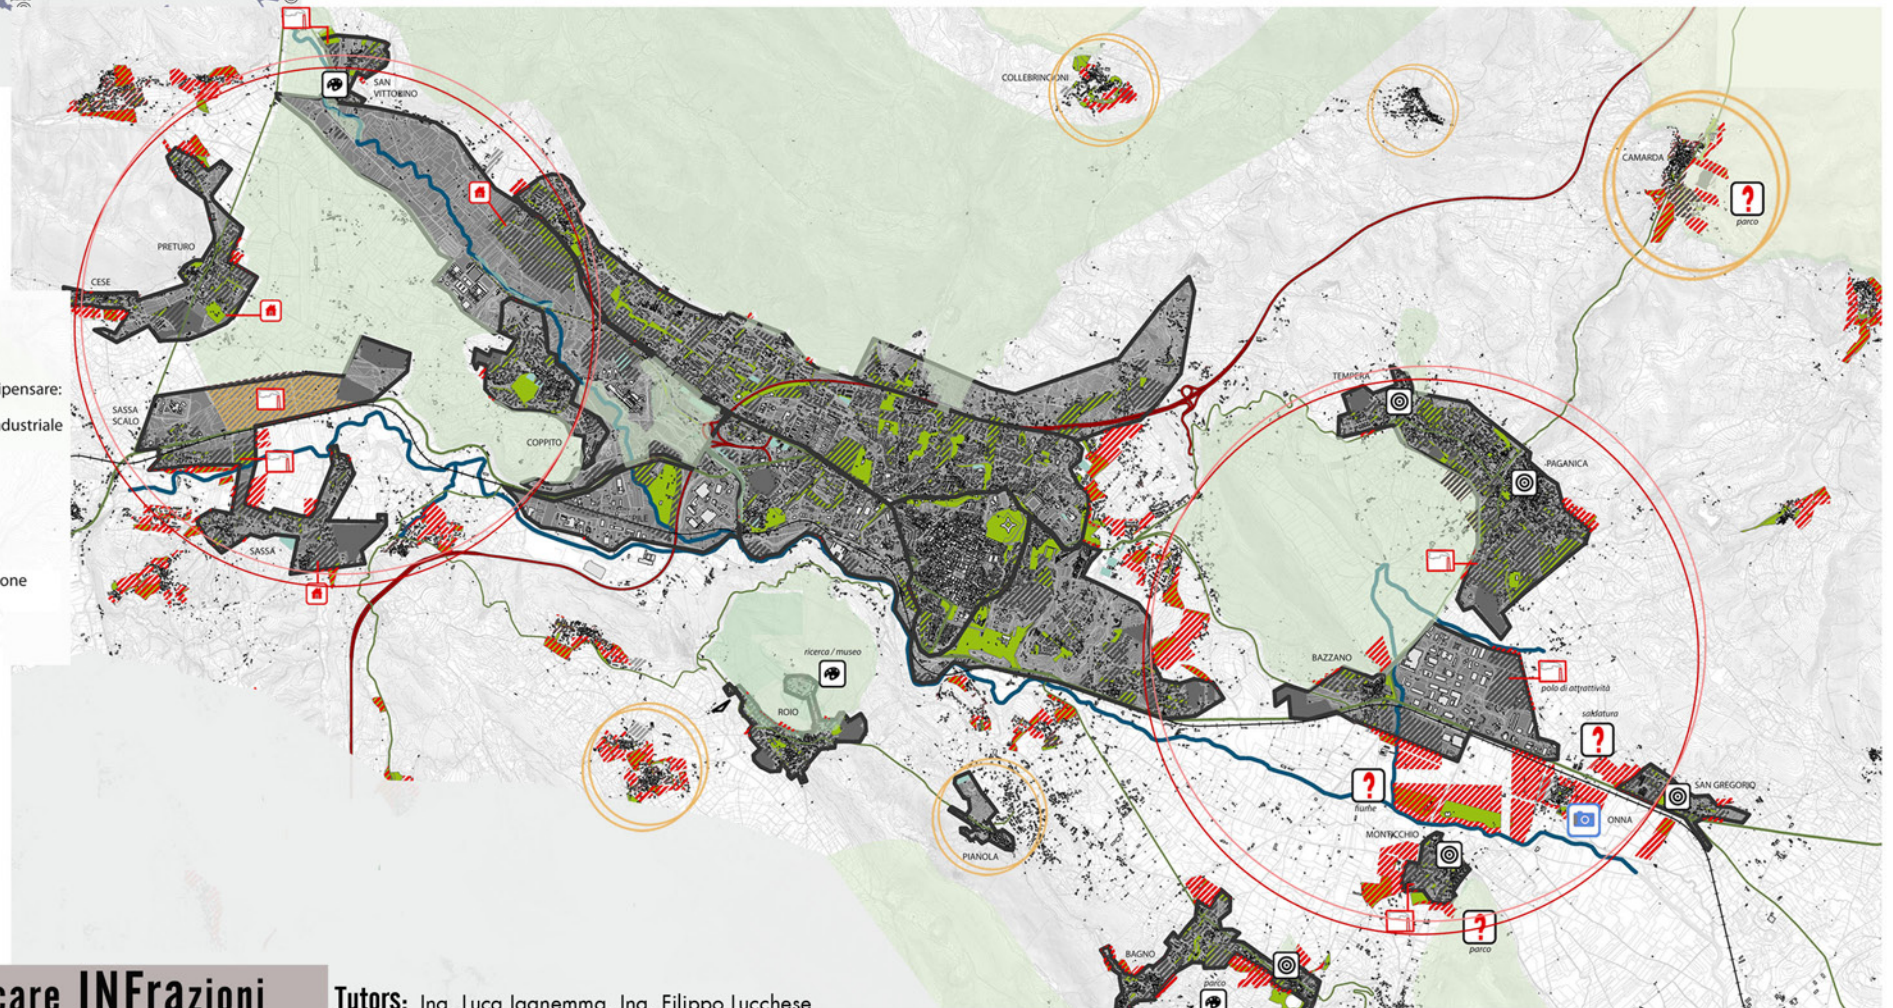 COLLEBRINCIONI
SAN
VITTORINO
CAMARDA
parco
PRETURO
CESE
ipensare:
TEMPERA
SASSA
SCALO
dustriale
COPPITO
PAGANICA
SASSA
one
ricerca / museo
BAZZANO
polo di attrattività
ROIO
saldatura
SAN GREGORIO
fiume
ONNA
MONTICCHIO
PIANOLA
parco
BAGNO
parco
care INFrazioni
Tutors: Ing. Luca Iagnemma, Ing. Filippo Lucchese